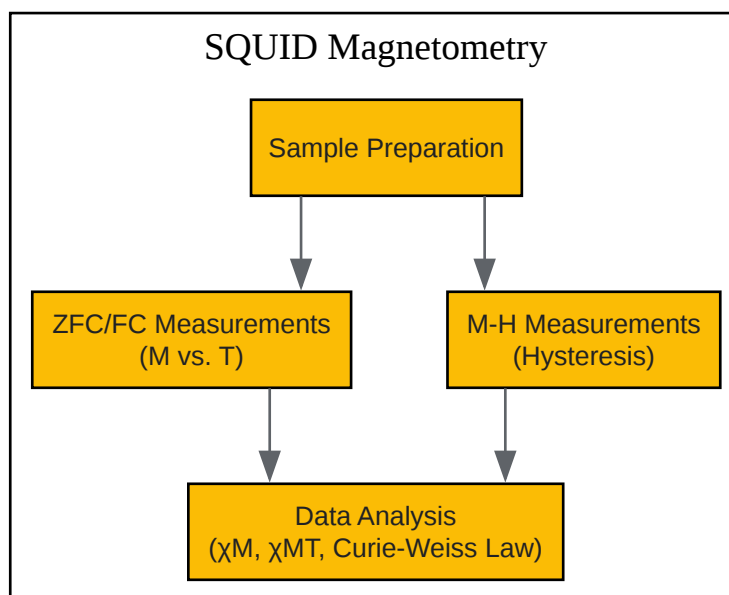 SQUID Magnetometry
Sample Preparation
ZFC/FC Measurements
(M vs. T)
M-H Measurements
(Hysteresis)
Data Analysis
(χM, χMT, Curie-Weiss Law)